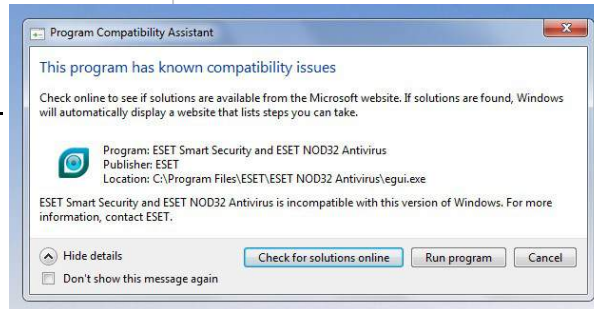 Program Compatibility Assistant
This program has known compatibility issues
Check online to see if solutions are available from the Microsoft website. If solutions are found, Windows
will automatically display a website that lists steps you can take.
Program: ESET Smart Security and ESET NOD32 Antivirus
Publisher: ESET
Location: C:\Program Files\ESET\ESET NOD32 Antivirus\egui.exe
ESET Smart Security and ESET NOD32 Antivirus is incompatible with this version of Windows. For more
information, contact ESET.
Hide details
Check for solutions online
Run program
Cancel
Don't show this message again